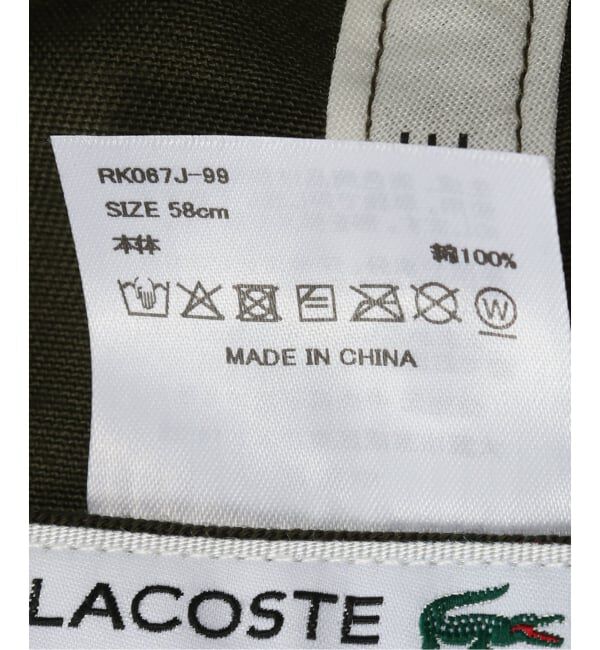 RK067J-99
SIZE 58cm
本体 綿100%
W
MADE IN CHINA
LACOSTE